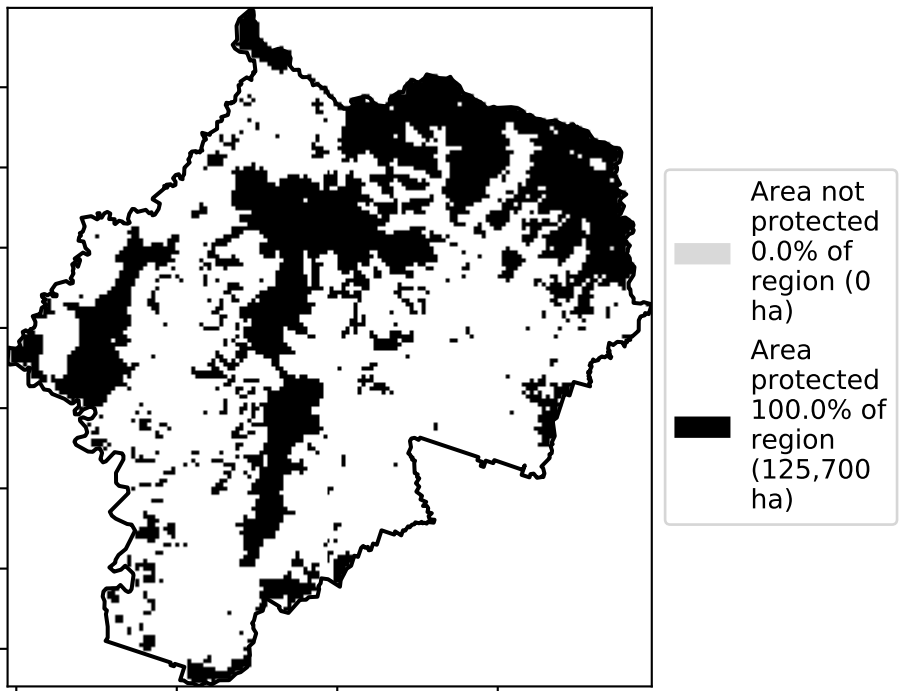 Area not
protected
0.0% of
region (0
ha)
Area
protected
100.0% of
region
(125,700
ha)